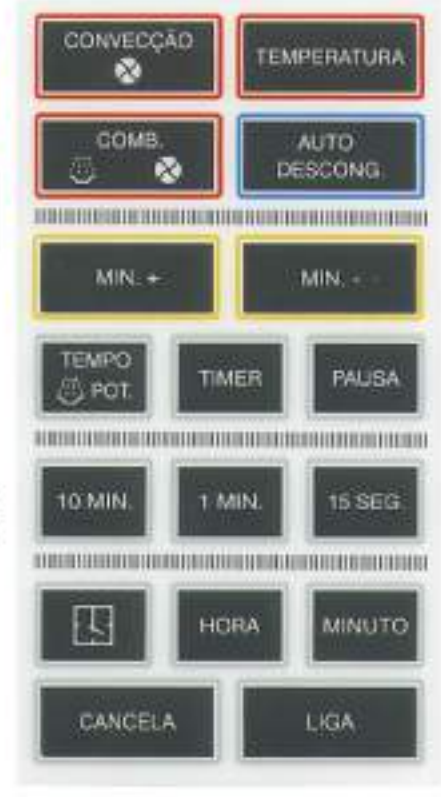 CONVECÇÃO
TEMPERATURA
COMB.
AUTO
DESCONG.
MIN. +
MIN. -
TEMPO
POT.
TIMER
PAUSA
10 MIN.
1 MIN.
15 SEG
HORA
MINUTO
CANCELA
LIGA